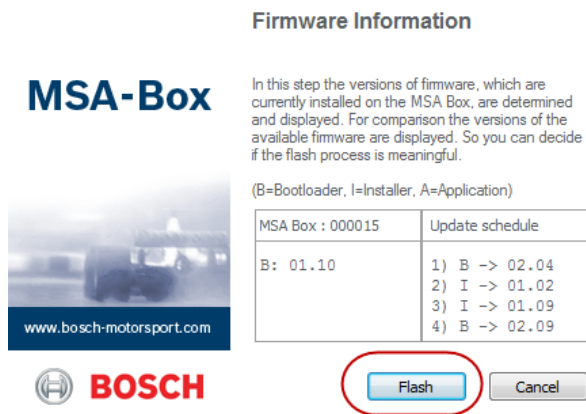 Firmware Information
MSA-Box
In this step the versions of firmware, which are
currently installed on the MSA Box, are determined
and displayed. For comparison the versions of the
available firmware are displayed. So you can decide
if the flash process is meaningful.
(B=Bootloader, I=Installer, A=Application)
MSA Box : 000015
Update schedule
B: 01.10
1) B -> 02.04
2) I -> 01.02
3) I -> 01.09
4) B -> 02.09
www.bosch-motorsport.com
BOSCH
Flash
Cancel